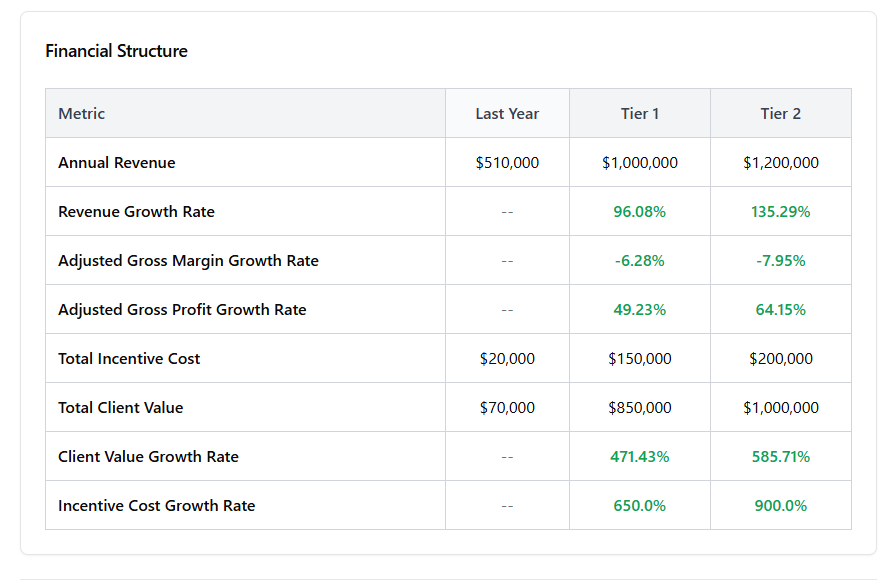 Financial Structure
Metric Last Year Tier 1 Tier 2
Annual Revenue $510,000 $1,000,000 $1,200,000
Revenue Growth Rate -- 96.08% 135.29%
Adjusted Gross Margin Growth Rate -- -6.28% -7.95%
Adjusted Gross Profit Growth Rate -- 49.23% 64.15%
Total Incentive Cost $20,000 $150,000 $200,000
Total Client Value $70,000 $850,000 $1,000,000
Client Value Growth Rate -- 471.43% 585.71%
Incentive Cost Growth Rate -- 650.0% 900.0%